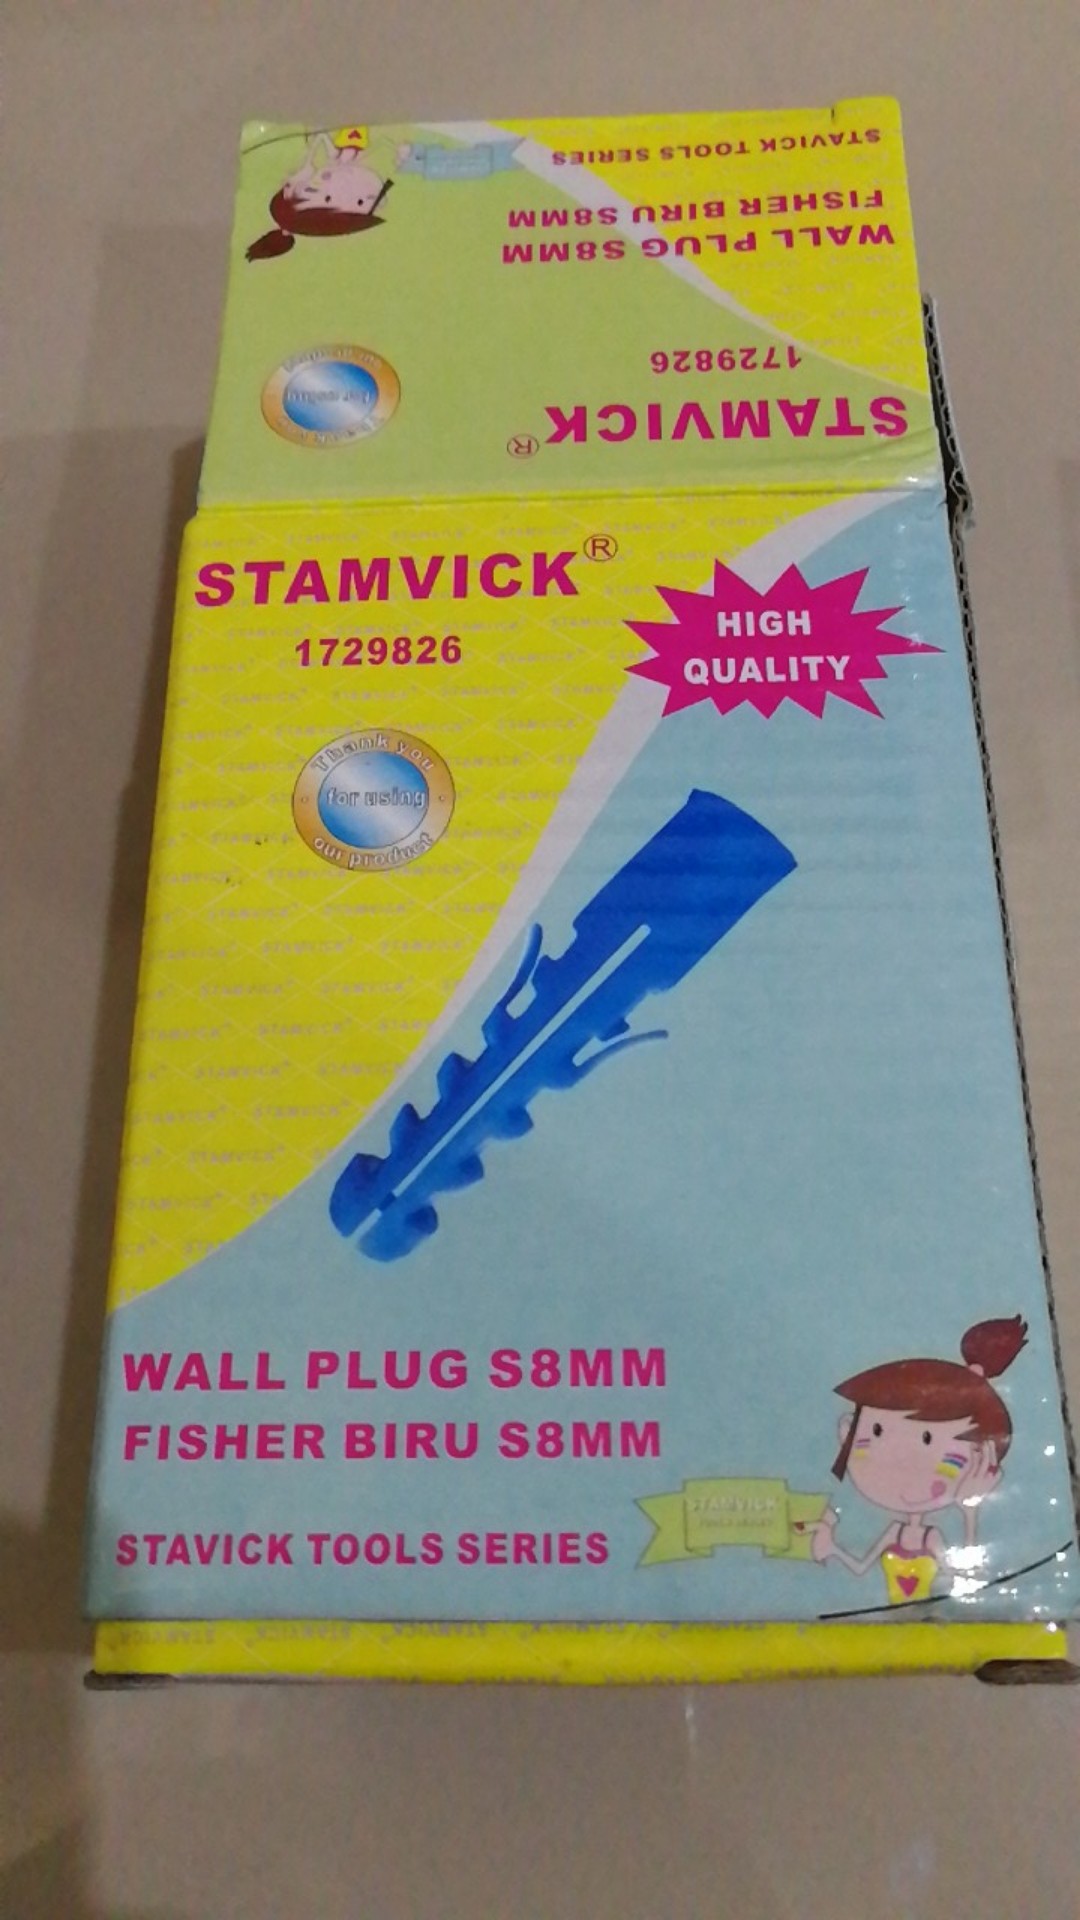 STAVICK TOOLS SERIES
FISHER BIRU S8MM
WALL PLUG S8MM
1729826
STAMVICK®
STAMVICK®
1729826
HIGH
QUALITY
Thank you
for using
our product
WALL PLUG S8MM
FISHER BIRU S8MM
STAMVICK
STAVICK TOOLS SERIES